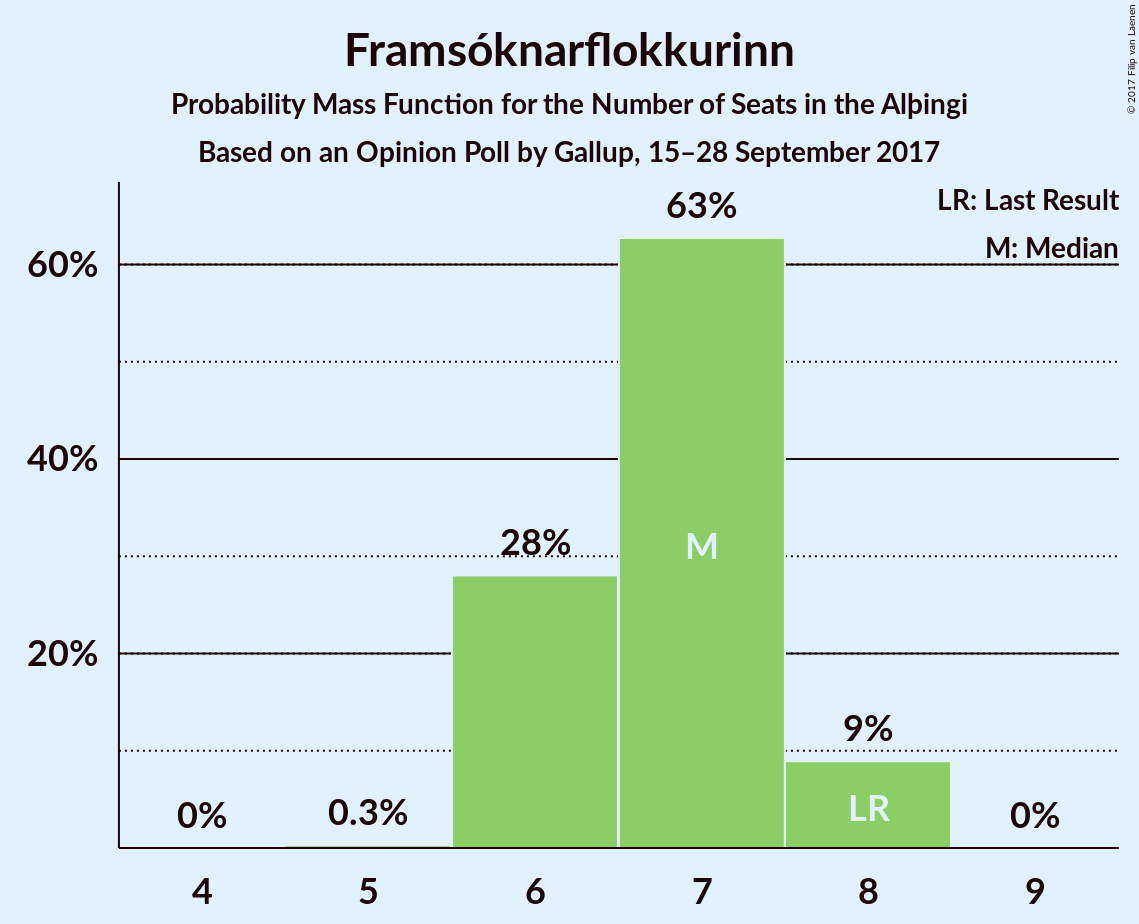 Framsóknarflokkurinn
Probability Mass Function for the Number of Seats in the Alþingi
Based on an Opinion Poll by Gallup, 15–28 September 2017
© 2017 Filip van Laenen
LR: Last Result
M: Median
63%
60%
40%
28%
M
20%
9%
0%
0.3%
LR
0%
4
5
6
7
8
9